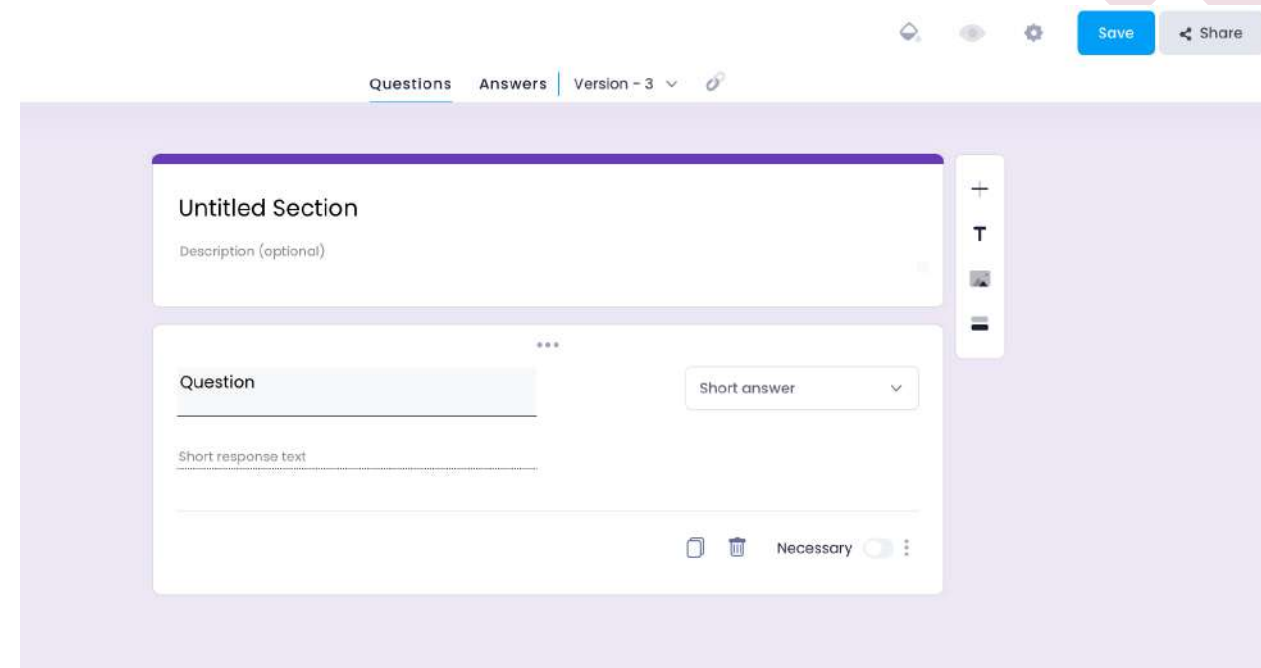 Save Share
Questions Answers Version - 3
Untitled Section
Description (optional)
T
Question
Short answer
Short response text
Necessary